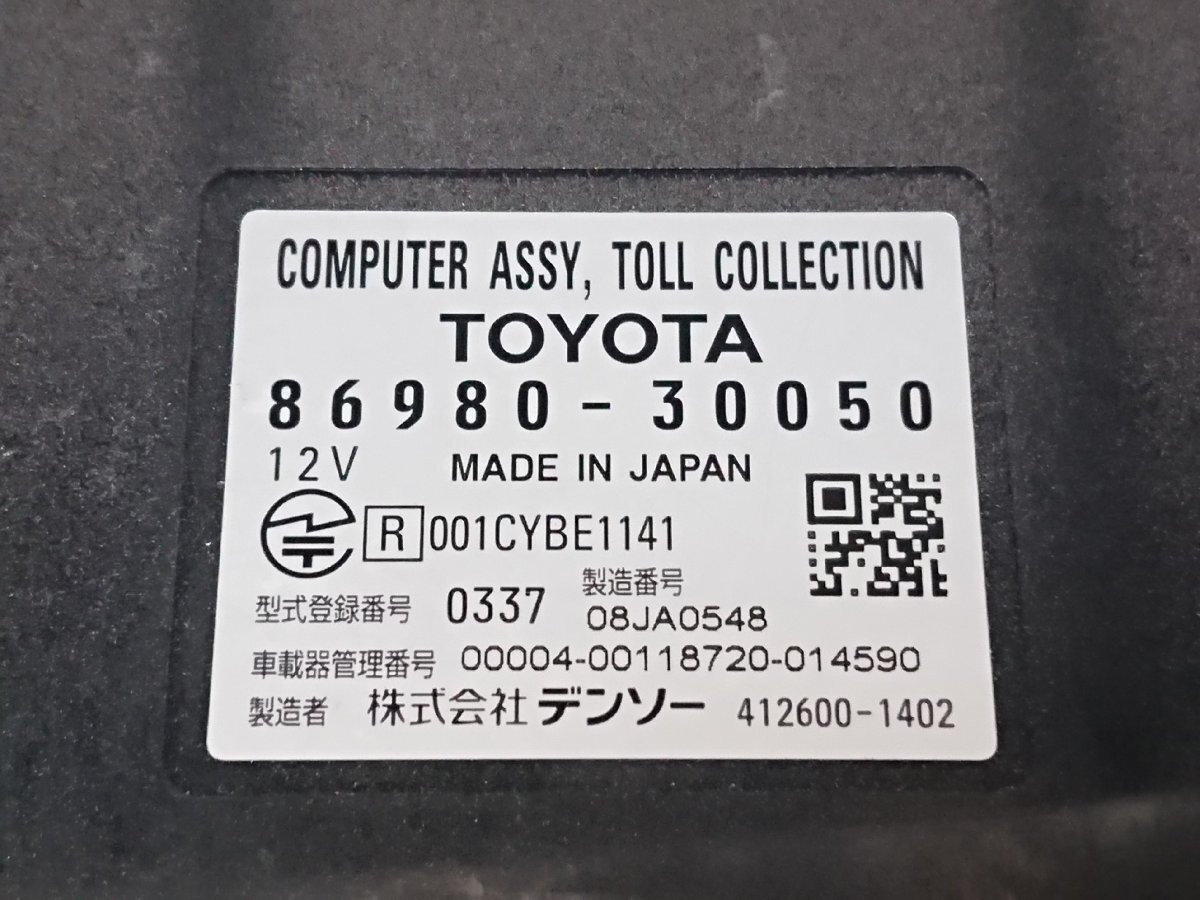 COMPUTER ASSY, TOLL COLLECTION
TOYOTA
86980-30050
12V MADE IN JAPAN
R 001CYBE1141
型式登録番号 0337 製造番号 08JA0548
車載器管理番号 00004-00118720-014590
製造者 株式会社 デンソー 412600-1402